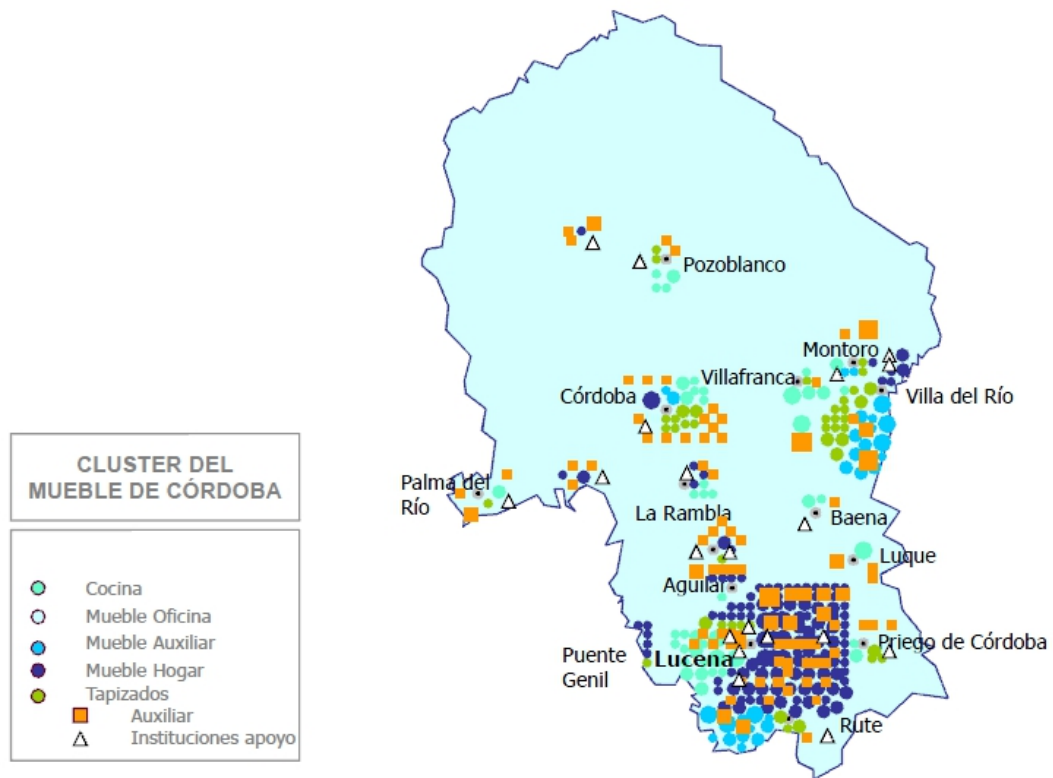 Pozoblanco
Montoro
Villafranca
Córdoba
Villa del Río
CLUSTER DEL
MUEBLE DE CÓRDOBA
Palma del
Río
La Rambla
Baena
Luque
Aguilar
Priego de Córdoba
Puente
Genil
Lucena
Rute
Cocina
Mueble Oficina
Mueble Auxiliar
Mueble Hogar
Tapizados
Auxiliar
Instituciones apoyo